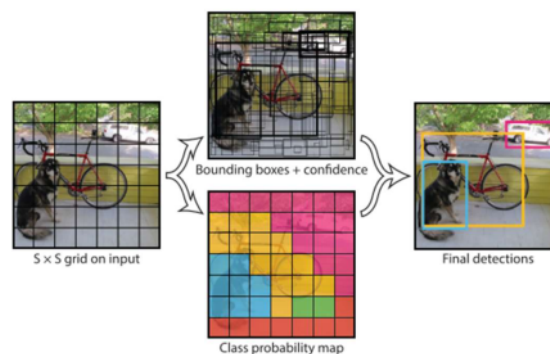 Bounding boxes + confidence
S × S grid on input
Final detections
Class probability map